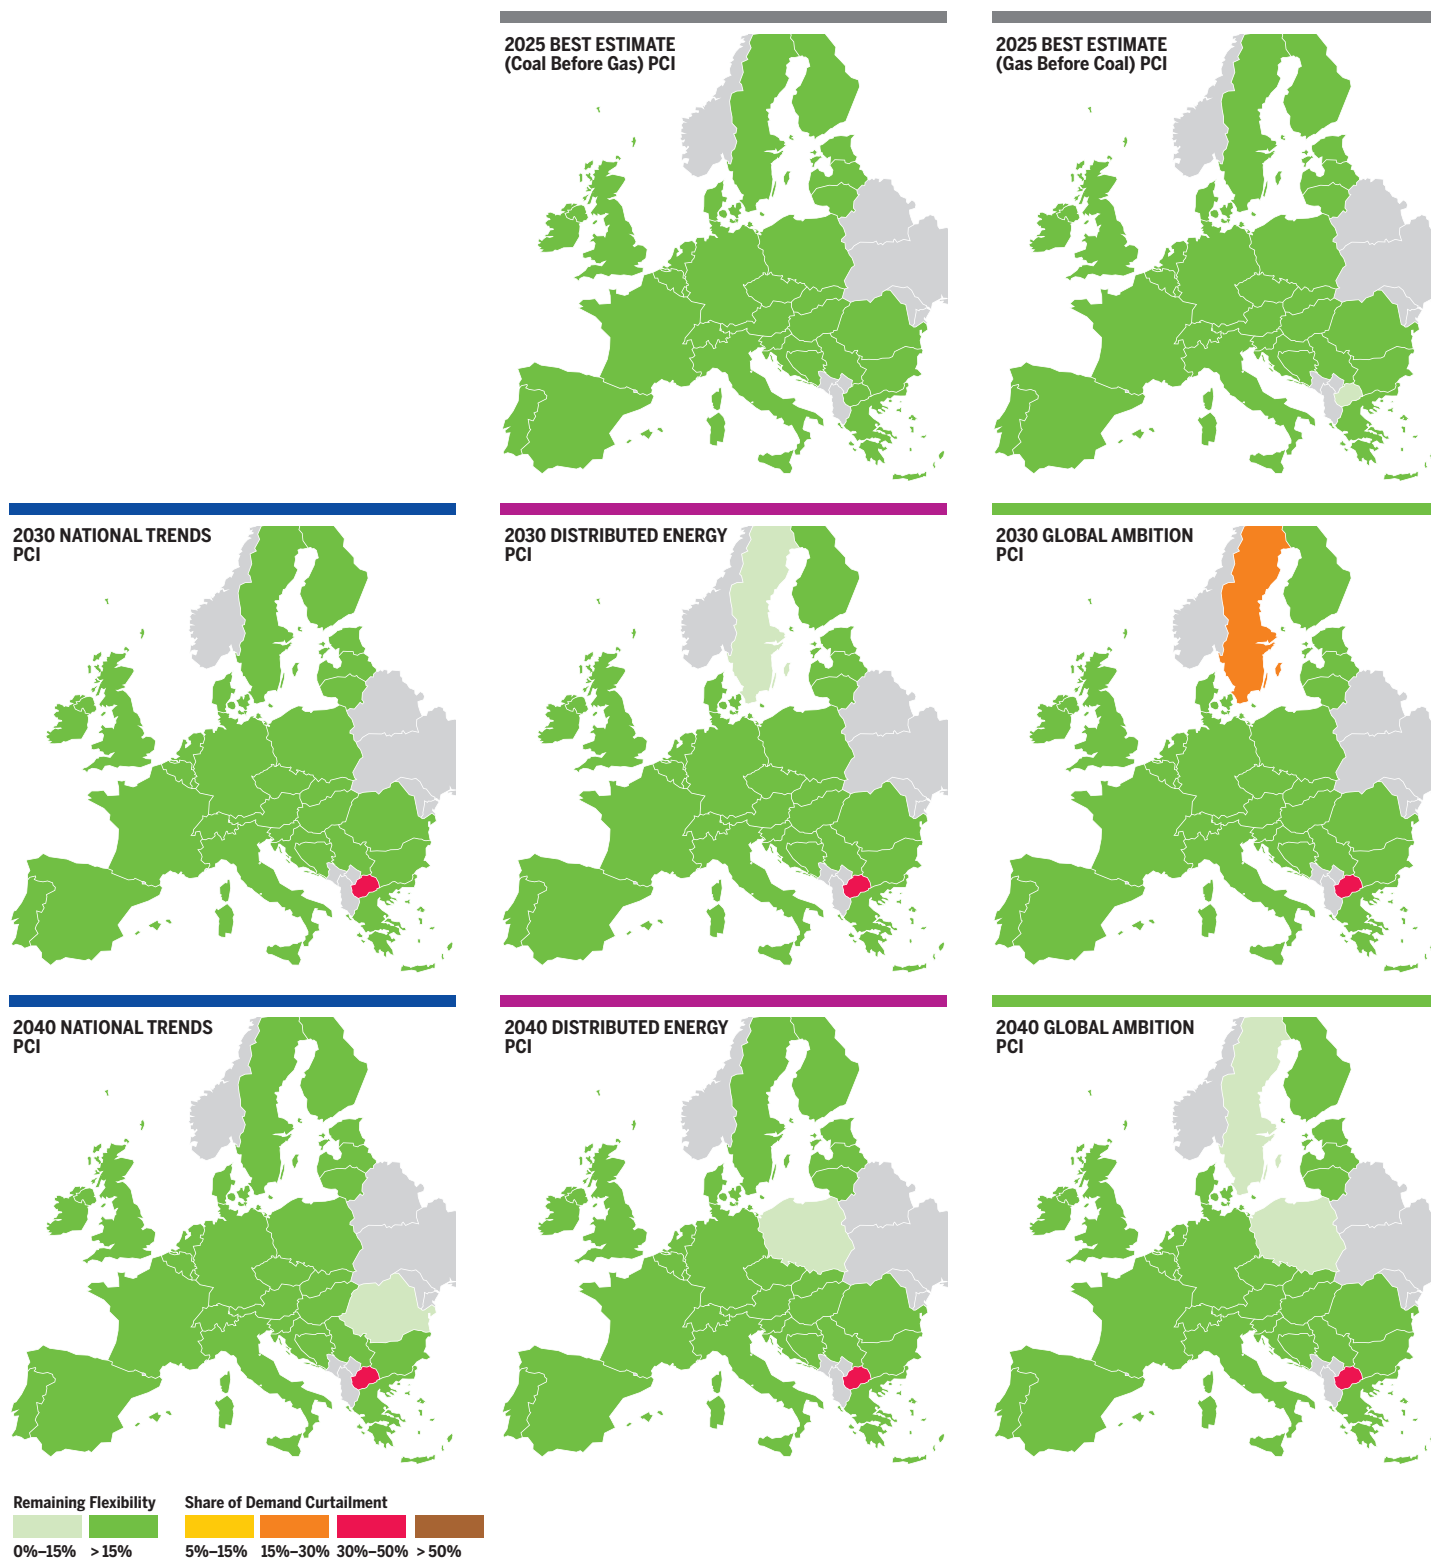 2025 BEST ESTIMATE
(Coal Before Gas) PCI
2025 BEST ESTIMATE
(Gas Before Coal) PCI
2030 NATIONAL TRENDS
PCI
2030 DISTRIBUTED ENERGY
PCI
2030 GLOBAL AMBITION
PCI
2040 NATIONAL TRENDS
PCI
2040 DISTRIBUTED ENERGY
PCI
2040 GLOBAL AMBITION
PCI
Remaining Flexibility
0%–15% > 15%
Share of Demand Curtailment
5%–15% 15%–30% 30%–50% > 50%